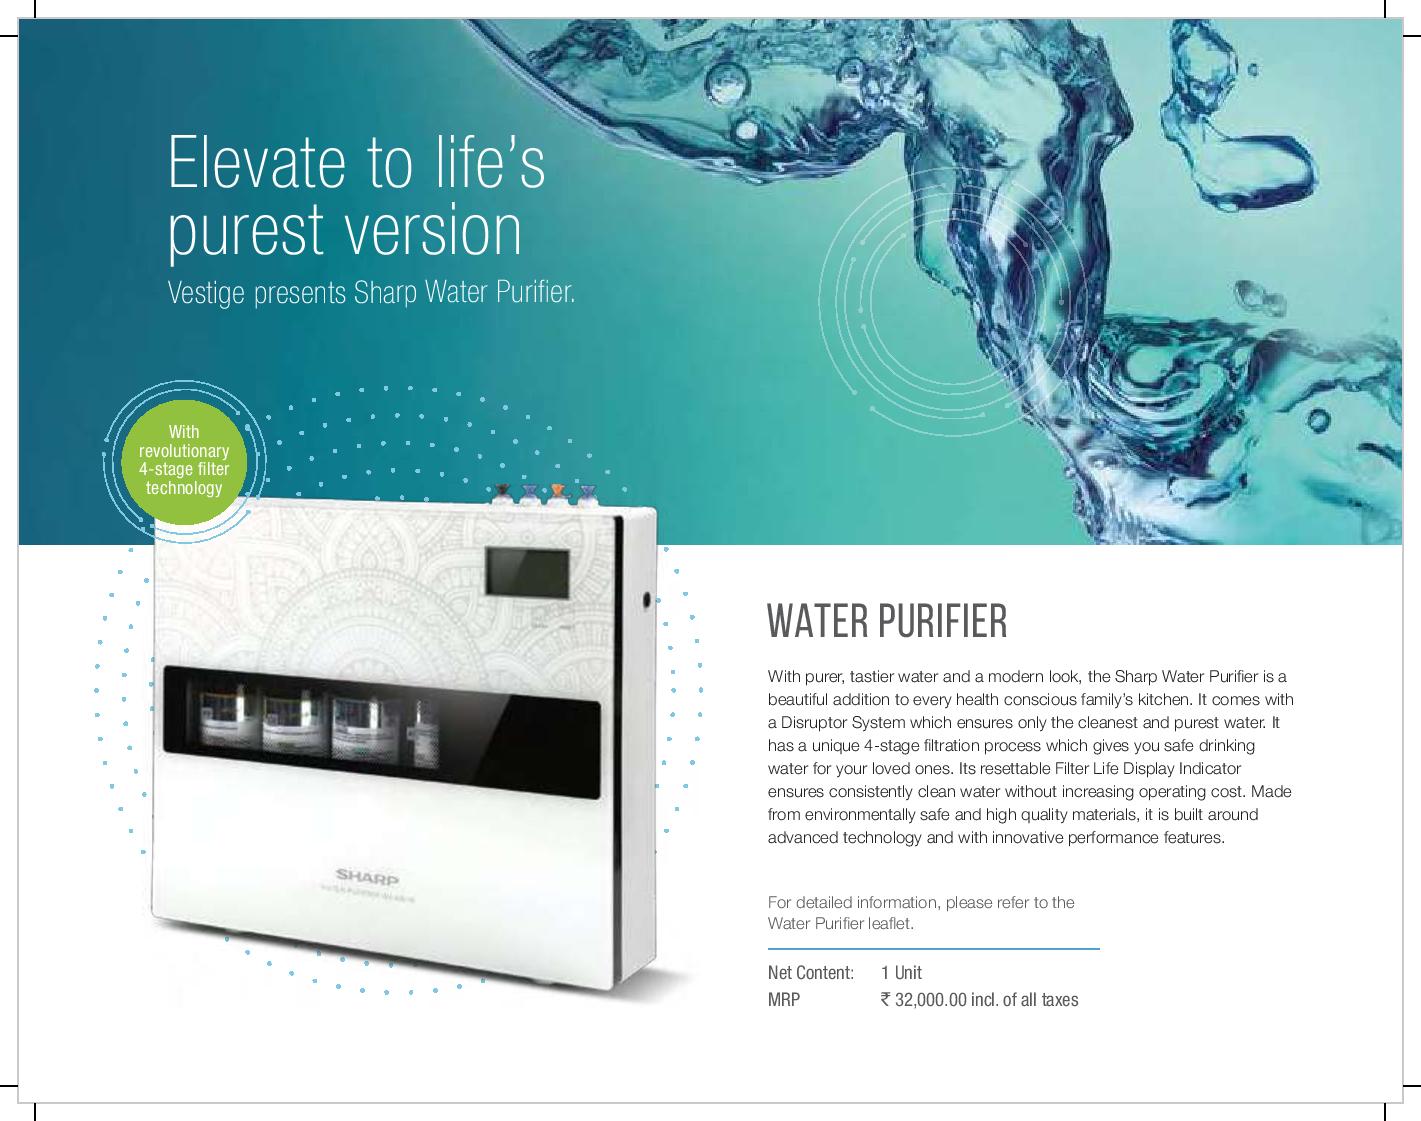 Elevate to life's
purest version
Vestige presents Sharp Water Purifier.
With
revolutionary
4-stage filter
technology
SHARP
WATER PURIFIER
With purer, tastier water and a modern look, the Sharp Water Purifier is a
beautiful addition to every health conscious family's kitchen. It comes with
a Disruptor System which ensures only the cleanest and purest water. It
has a unique 4-stage filtration process which gives you safe drinking
water for your loved ones. Its resettable Filter Life Display Indicator
ensures consistently clean water without increasing operating cost. Made
from environmentally safe and high quality materials, it is built around
advanced technology and with innovative performance features.
For detailed information, please refer to the
Water Purifier leaflet.
Net Content: 1 Unit
MRP ₹ 32,000.00 incl. of all taxes